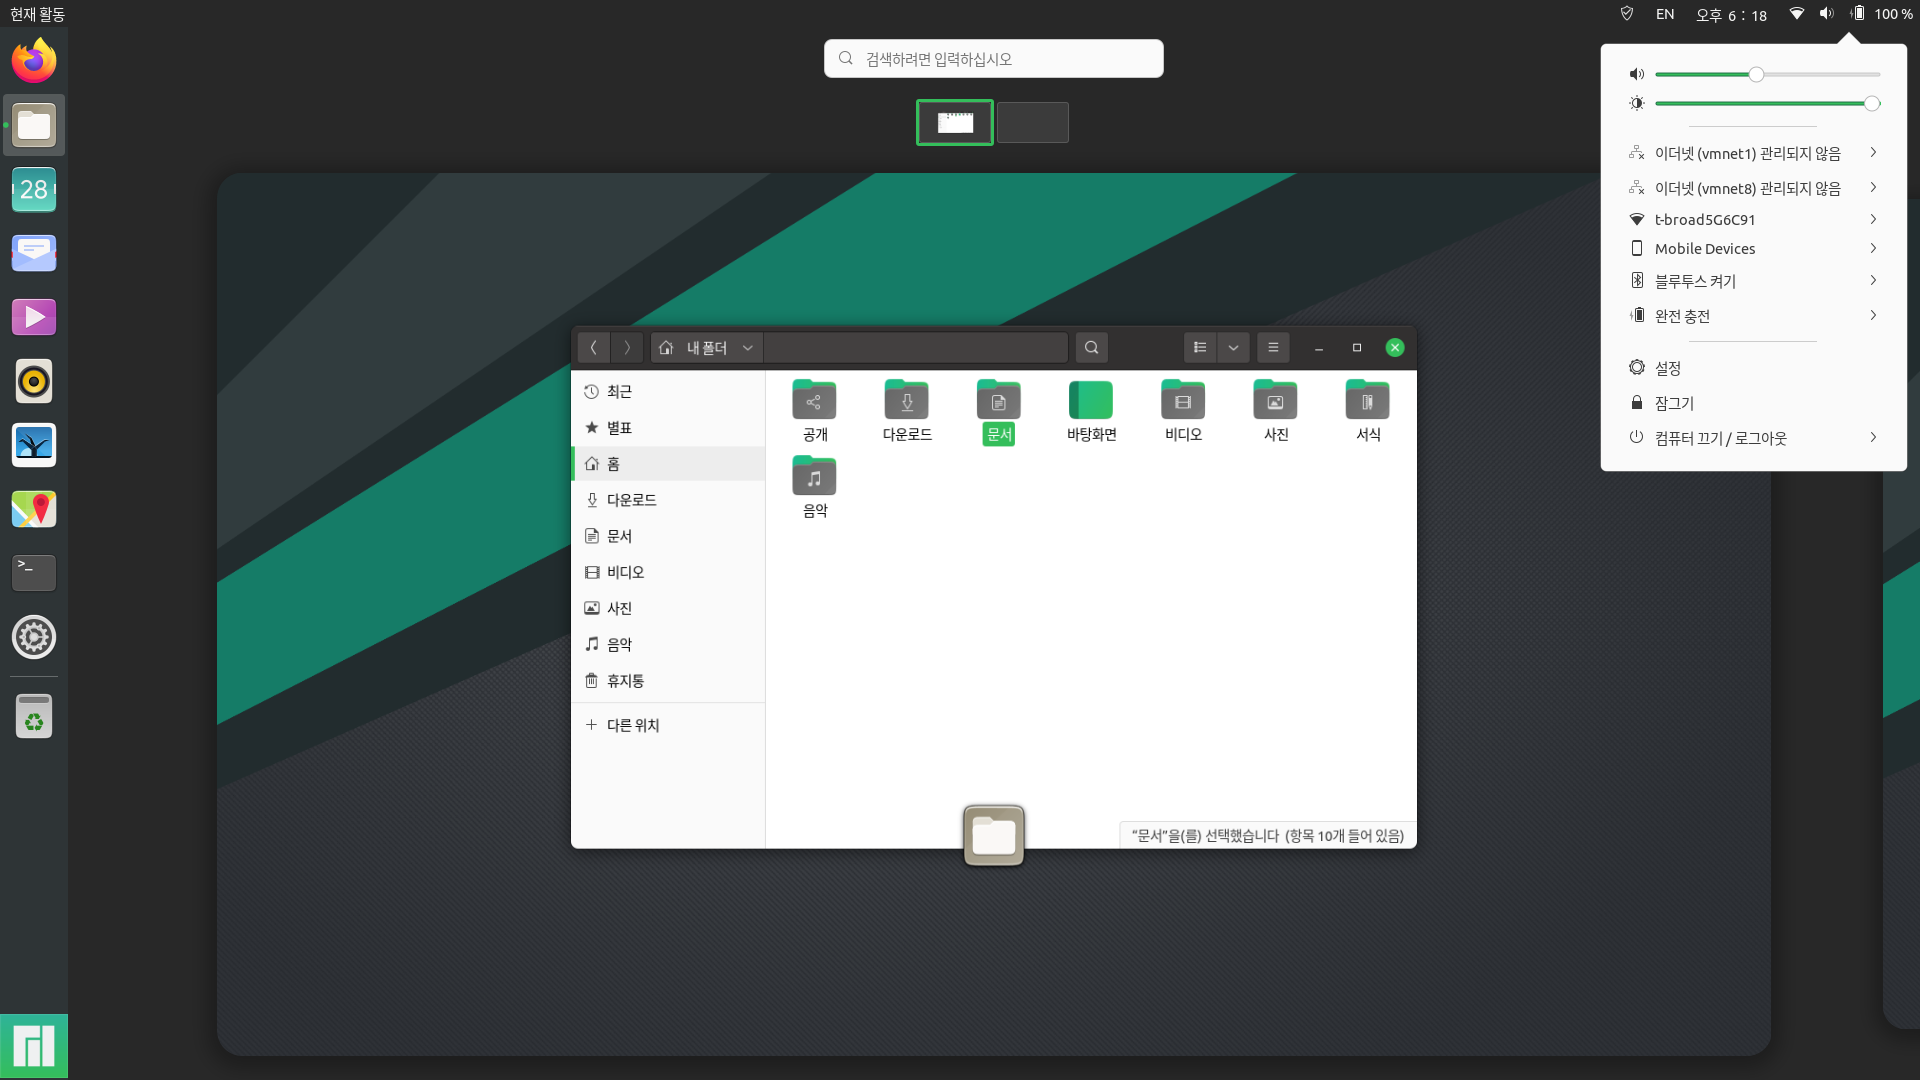 현재 활동
EN
오후 6 : 18
100 %
28
>_
검색하려면 입력하십시오
내 폴더
최근
별표
홈
다운로드
문서
비디오
사진
음악
휴지통
다른 위치
공개
다운로드
문서
바탕화면
비디오
사진
서식
음악
“문서”을(를) 선택했습니다 (항목 10개 들어 있음)
이더넷 (vmnet1) 관리되지 않음
이더넷 (vmnet8) 관리되지 않음
t-broad5G6C91
Mobile Devices
블루투스 켜기
완전 충전
설정
잠그기
컴퓨터 끄기 / 로그아웃